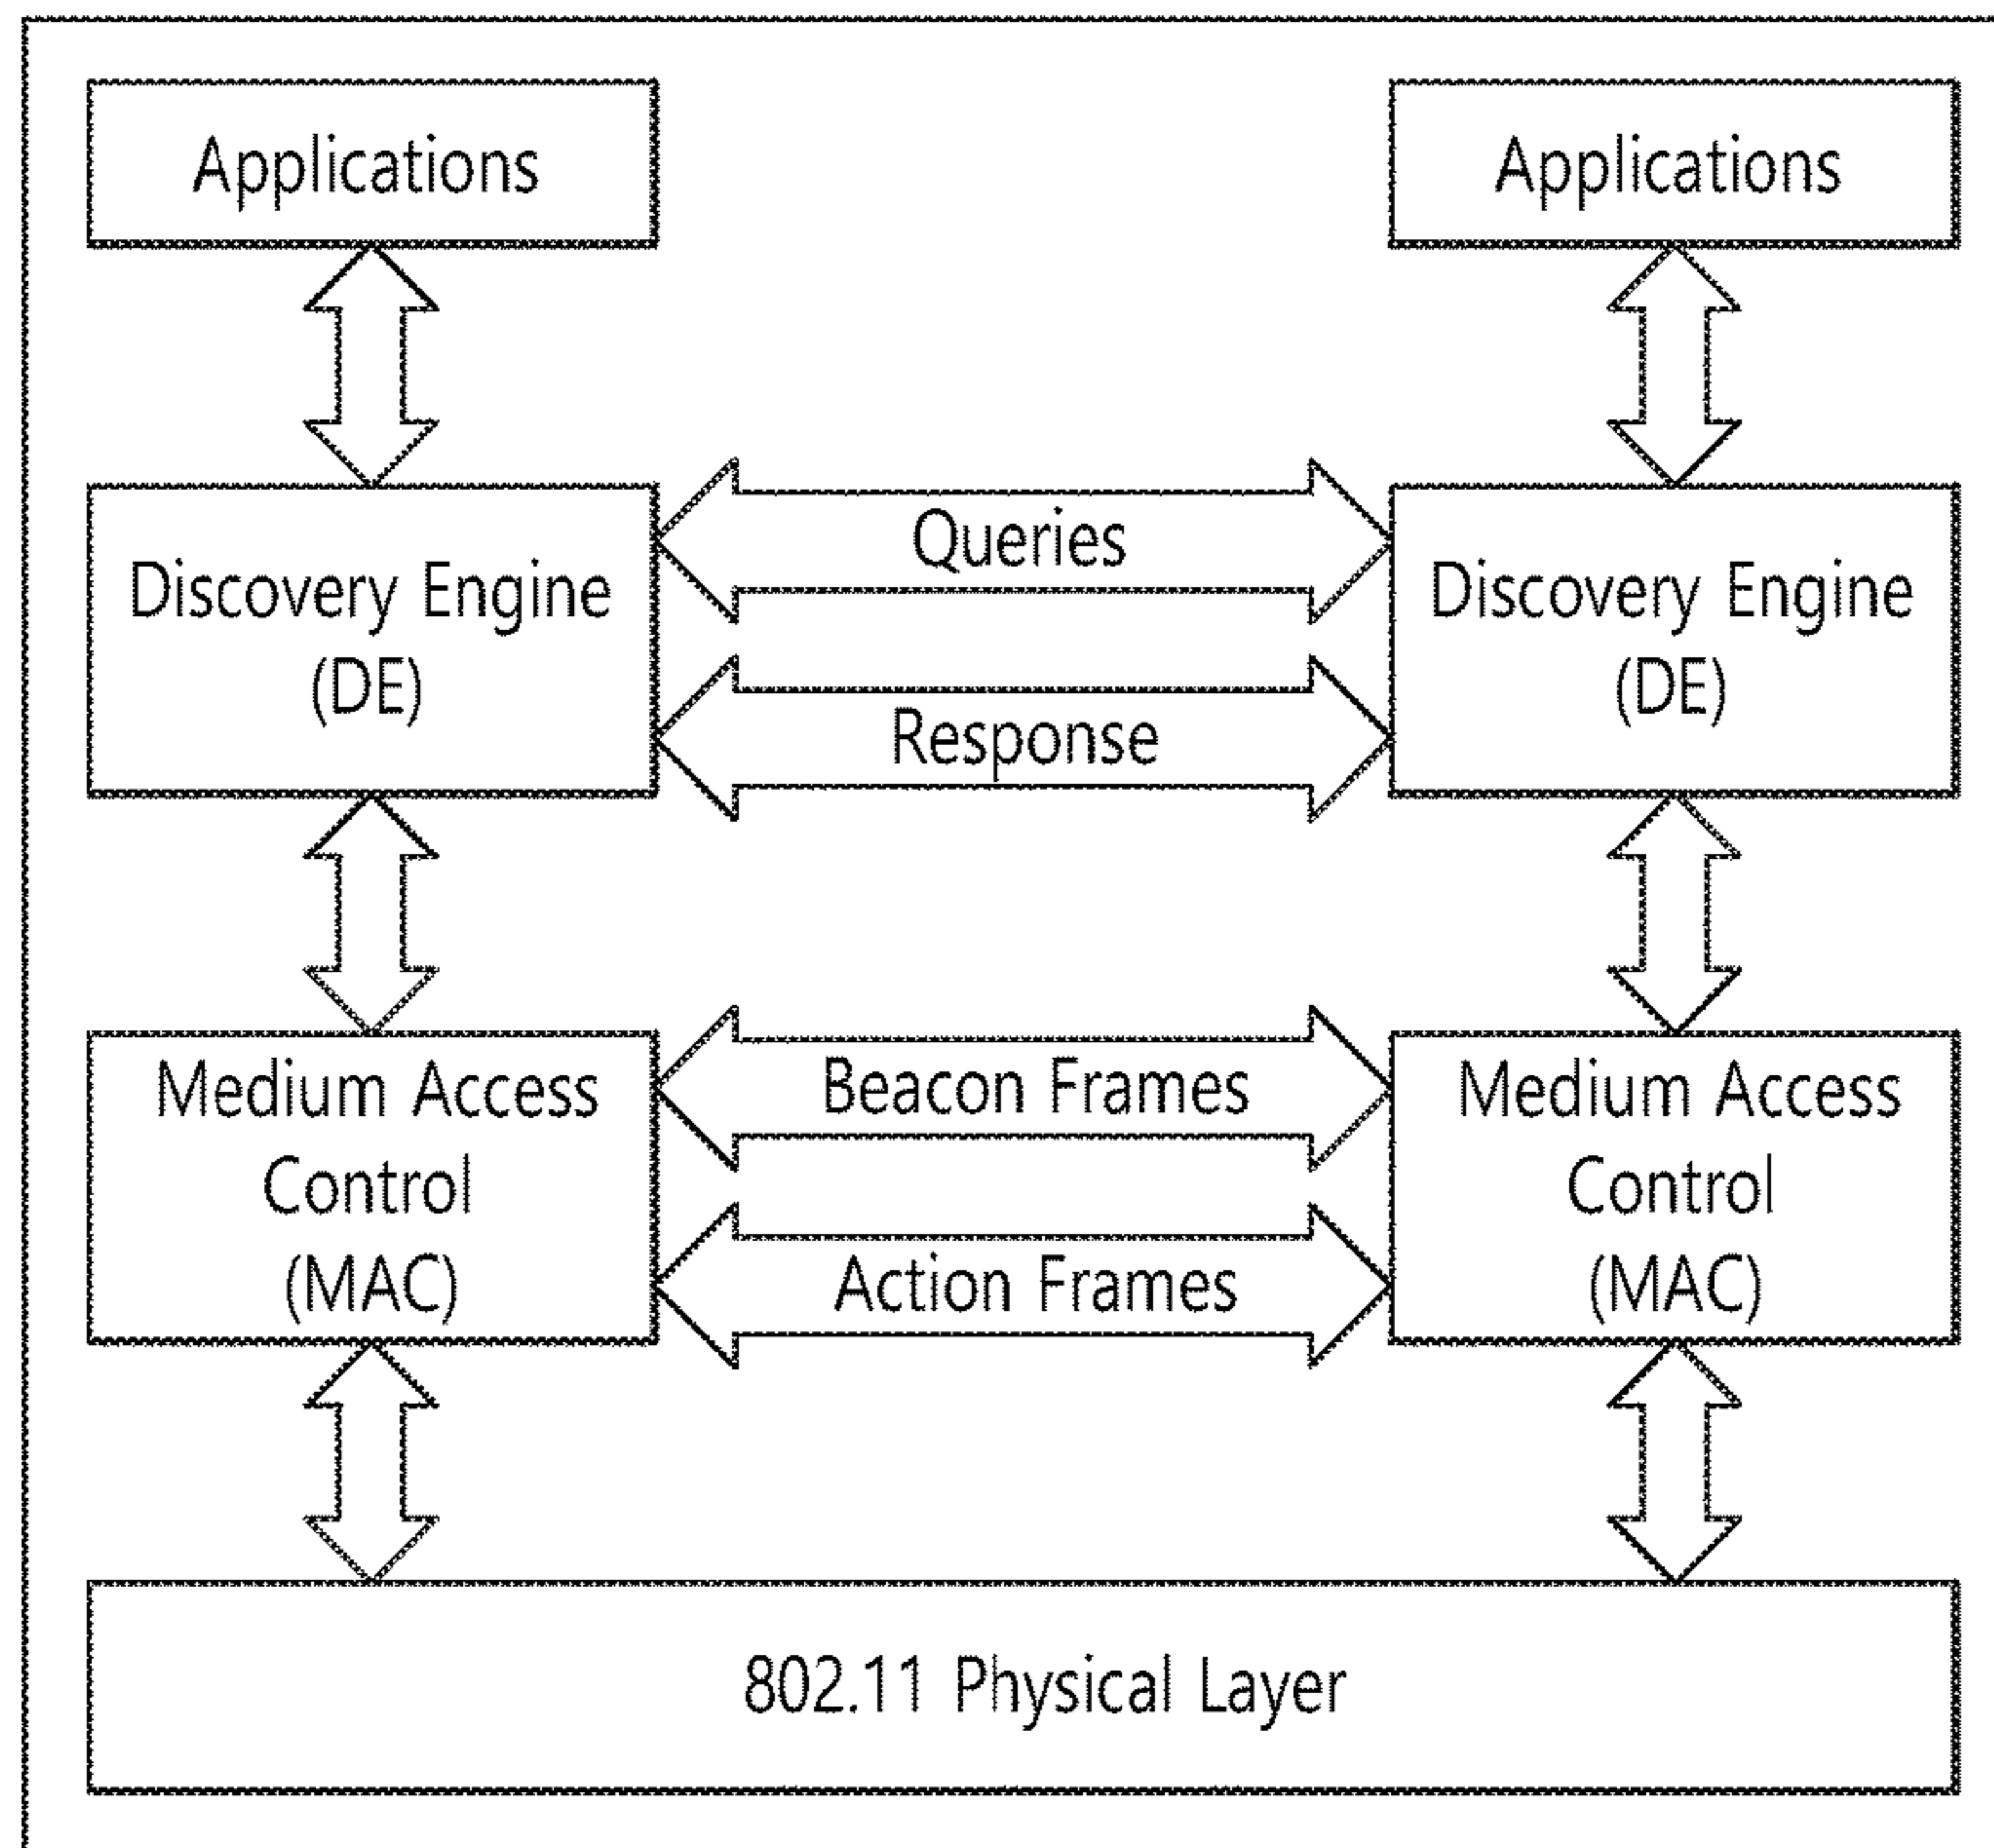 Applications
Applications
Queries
Discovery Engine
(DE)
Discovery Engine
(DE)
Response
Beacon Frames
Medium Access
Control
(MAC)
Medium Access
Control
(MAC)
Action Frames
802.11 Physical Layer